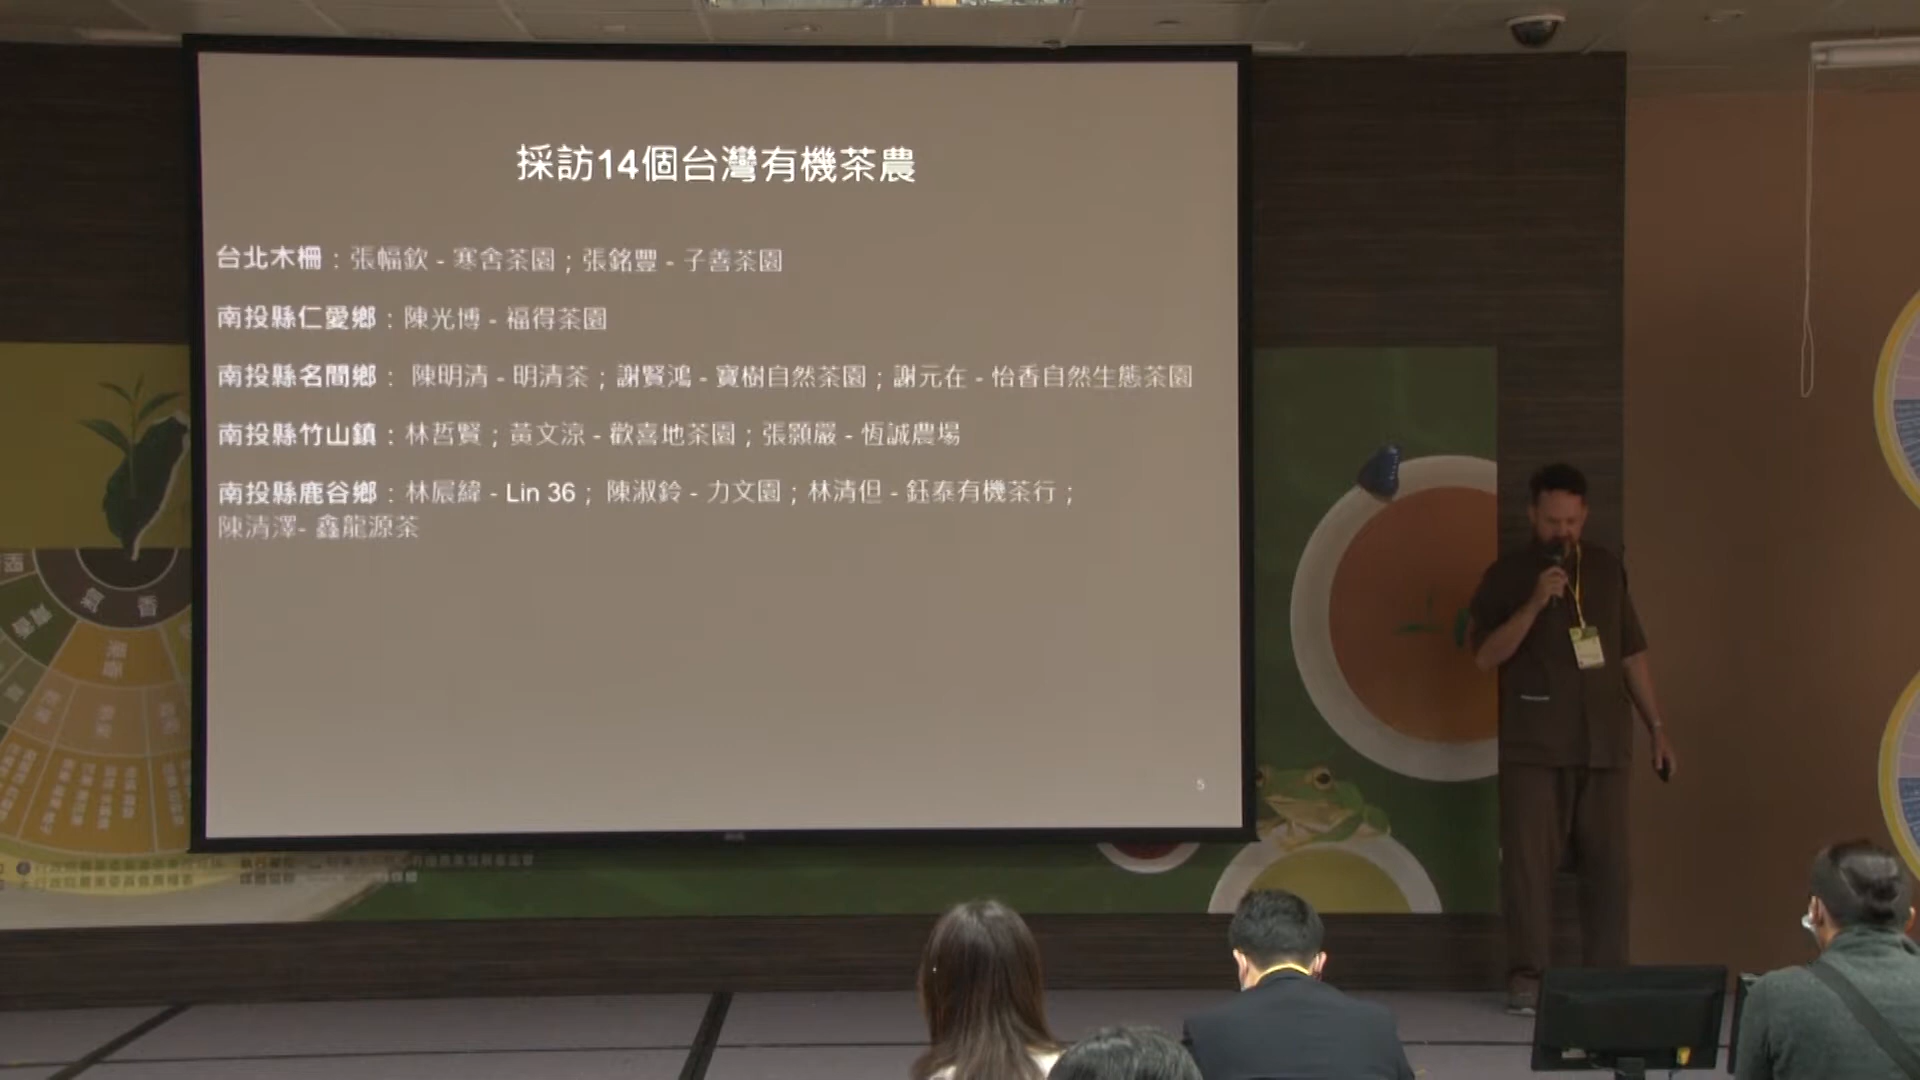 採訪14個台灣有機茶農
台北木柵：張幅欽 - 寒舍茶園；張銘豐 - 子善茶園
南投縣仁愛鄉：陳光博 - 福得茶園
南投縣名間鄉： 陳明清 - 明清茶；謝賢鴻 - 寶樹自然茶園；謝元在 - 怡香自然生態茶園
南投縣竹山鎮：林哲賢；黃文涼 - 歡喜地茶園；張顥嚴 - 恆誠農場
南投縣鹿谷鄉：林展緯 - Lin 36； 陳淑鈴 - 力文園；林清但 - 鈺泰有機茶行；
陳清澤- 鑫龍源茶
5
香
氣